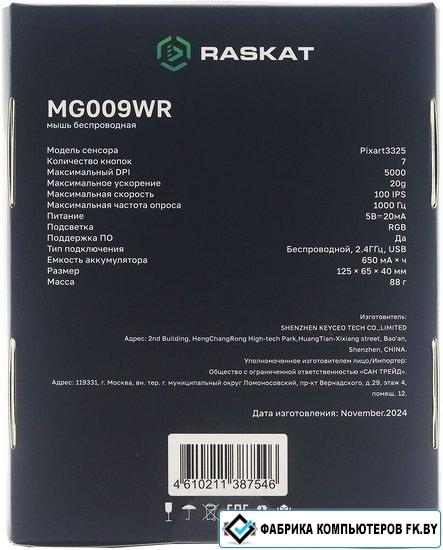 RASKAT
MG009WR
мышь беспроводная
Модель сенсора Pixart3325
Количество кнопок 7
Максимальный DPI 5000
Максимальное ускорение 20g
Максимальная скорость 100 IPS
Максимальная частота опроса 1000 Гц
Питание 5В=20мА
Подсветка RGB
Поддержка ПО Да
Тип подключения Беспроводной, 2.4ГГц, USB
Емкость аккумулятора 650 мА × ч
Размер 125 × 65 × 40 мм
Масса 88 г
Изготовитель:
SHENZHEN KEYCEO TECH CO.,LIMITED
Адрес: 2nd Building, HengChangRong High-tech Park,HuangTian-Xixiang street, Bao'an,
Shenzhen, CHINA.
Уполномоченное изготовителем лицо/Импортер:
Общество с ограниченной ответственностью «САН ТРЕЙД».
Адрес: 119331, г. Москва, вн. тер. г. муниципальный округ Ломоносовский, пр-кт Вернадского, д.29, этаж 4,
помещ. 12.
Дата изготовления: November.2024
4 610211 387546
ФАБРИКА КОМПЬЮТЕРОВ FK.BY